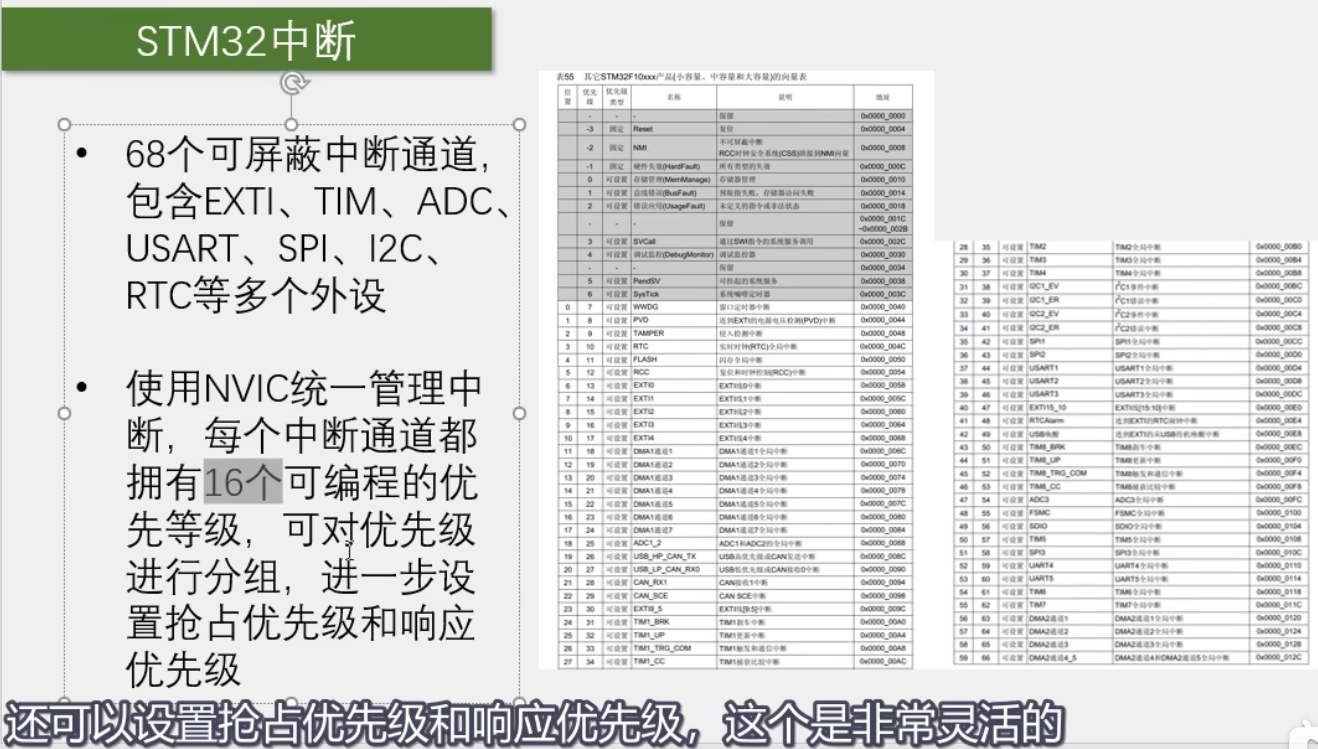 STM32中断
• 68个可屏蔽中断通道，
包含EXTI、TIM、ADC、
USART、SPI、I2C、
RTC等多个外设
• 使用NVIC统一管理中
断，每个中断通道都
拥有16个可编程的优
先等级，可对优先级
进行分组，进一步设
置抢占优先级和响应
优先级
表55 其它STM32F10xxx产品(小容量、中容量和大容量)的向量表
位置 优先级 优先级类型 名称 说明 地址
- - - 保留 0x0000_0000
-3 固定 Reset 复位 0x0000_0004
-2 固定 NMI 不可屏蔽中断
RCC时钟安全系统(CSS)联接到NMI向量 0x0000_0008
-1 固定 硬件失效(HardFault) 所有类型的失效 0x0000_000C
0 可设置 存储管理(MemManage) 存储器管理 0x0000_0010
1 可设置 总线错误(BusFault) 预取指失败，存储器访问失败 0x0000_0014
2 可设置 错误应用(UsageFault) 未定义的指令或非法状态 0x0000_0018
- - - 保留 0x0000_001C
~0x0000_002B
3 可设置 SVCall 通过SWI指令的系统服务调用 0x0000_002C
4 可设置 调试监控(DebugMonitor) 调试监控器 0x0000_0030
- - - 保留 0x0000_0034
5 可设置 PendSV 可挂起的系统服务 0x0000_0038
6 可设置 SysTick 系统嘀嗒定时器 0x0000_003C
0 7 可设置 WWDG 窗口定时器中断 0x0000_0040
1 8 可设置 PVD 连到EXTI的电源电压检测(PVD)中断 0x0000_0044
2 9 可设置 TAMPER 侵入检测中断 0x0000_0048
3 10 可设置 RTC 实时时钟(RTC)全局中断 0x0000_004C
4 11 可设置 FLASH 闪存全局中断 0x0000_0050
5 12 可设置 RCC 复位和时钟控制(RCC)中断 0x0000_0054
6 13 可设置 EXTI0 EXTI线0中断 0x0000_0058
7 14 可设置 EXTI1 EXTI线1中断 0x0000_005C
8 15 可设置 EXTI2 EXTI线2中断 0x0000_0060
9 16 可设置 EXTI3 EXTI线3中断 0x0000_0064
10 17 可设置 EXTI4 EXTI线4中断 0x0000_0068
11 18 可设置 DMA1通道1 DMA1通道1全局中断 0x0000_006C
12 19 可设置 DMA1通道2 DMA1通道2全局中断 0x0000_0070
13 20 可设置 DMA1通道3 DMA1通道3全局中断 0x0000_0074
14 21 可设置 DMA1通道4 DMA1通道4全局中断 0x0000_0078
15 22 可设置 DMA1通道5 DMA1通道5全局中断 0x0000_007C
16 23 可设置 DMA1通道6 DMA1通道6全局中断 0x0000_0080
17 24 可设置 DMA1通道7 DMA1通道7全局中断 0x0000_0084
18 25 可设置 ADC1_2 ADC1和ADC2的全局中断 0x0000_0088
19 26 可设置 USB_HP_CAN_TX USB高优先级或CAN发送中断 0x0000_008C
20 27 可设置 USB_LP_CAN_RX0 USB低优先级或CAN接收0中断 0x0000_0090
21 28 可设置 CAN_RX1 CAN接收1中断 0x0000_0094
22 29 可设置 CAN_SCE CAN SCE中断 0x0000_0098
23 30 可设置 EXTI9_5 EXTI线[9:5]中断 0x0000_009C
24 31 可设置 TIM1_BRK TIM1刹车中断 0x0000_00A0
25 32 可设置 TIM1_UP TIM1更新中断 0x0000_00A4
26 33 可设置 TIM1_TRG_COM TIM1触发和通信中断 0x0000_00A8
27 34 可设置 TIM1_CC TIM1捕获比较中断 0x0000_00AC
28 35 可设置 TIM2 TIM2全局中断 0x0000_00B0
29 36 可设置 TIM3 TIM3全局中断 0x0000_00B4
30 37 可设置 TIM4 TIM4全局中断 0x0000_00B8
31 38 可设置 I2C1_EV I²C1事件中断 0x0000_00BC
32 39 可设置 I2C1_ER I²C1错误中断 0x0000_00C0
33 40 可设置 I2C2_EV I²C2事件中断 0x0000_00C4
34 41 可设置 I2C2_ER I²C2错误中断 0x0000_00C8
35 42 可设置 SPI1 SPI1全局中断 0x0000_00CC
36 43 可设置 SPI2 SPI2全局中断 0x0000_00D0
37 44 可设置 USART1 USART1全局中断 0x0000_00D4
38 45 可设置 USART2 USART2全局中断 0x0000_00D8
39 46 可设置 USART3 USART3全局中断 0x0000_00DC
40 47 可设置 EXTI15_10 EXTI线[15:10]中断 0x0000_00E0
41 48 可设置 RTCAlarm 连到EXTI的RTC闹钟中断 0x0000_00E4
42 49 可设置 USB唤醒 连到EXTI的从USB待机唤醒中断 0x0000_00E8
43 50 可设置 TIM8_BRK TIM8刹车中断 0x0000_00EC
44 51 可设置 TIM8_UP TIM8更新中断 0x0000_00F0
45 52 可设置 TIM8_TRG_COM TIM8触发和通信中断 0x0000_00F4
46 53 可设置 TIM8_CC TIM8捕获比较中断 0x0000_00F8
47 54 可设置 ADC3 ADC3全局中断 0x0000_00FC
48 55 可设置 FSMC FSMC全局中断 0x0000_0100
49 56 可设置 SDIO SDIO全局中断 0x0000_0104
50 57 可设置 TIM5 TIM5全局中断 0x0000_0108
51 58 可设置 SPI3 SPI3全局中断 0x0000_010C
52 59 可设置 UART4 UART4全局中断 0x0000_0110
53 60 可设置 UART5 UART5全局中断 0x0000_0114
54 61 可设置 TIM6 TIM6全局中断 0x0000_0118
55 62 可设置 TIM7 TIM7全局中断 0x0000_011C
56 63 可设置 DMA2通道1 DMA2通道1全局中断 0x0000_0120
57 64 可设置 DMA2通道2 DMA2通道2全局中断 0x0000_0124
58 65 可设置 DMA2通道3 DMA2通道3全局中断 0x0000_0128
59 66 可设置 DMA2通道4_5 DMA2通道4和DMA2通道5全局中断 0x0000_012C
还可以设置抢占优先级和响应优先级，这个是非常灵活的